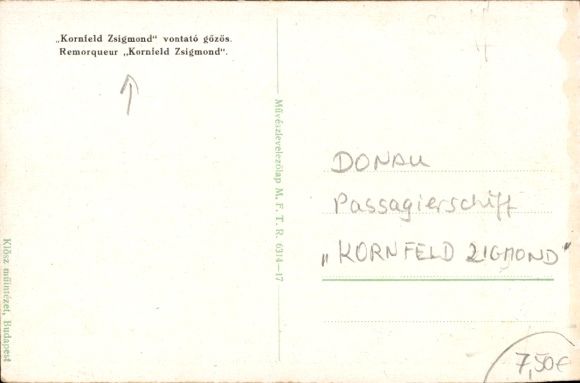 „Kornfeld Zsigmond“ vontató gőzös.
Remorqueur „Kornfeld Zsigmond“.
Művészlevelezőlap M. F. T. R. 6314—17
Klösz műintézet, Budapest
DONAU
Passagierschiff
„KORNFELD ZIGMOND"
7,50€